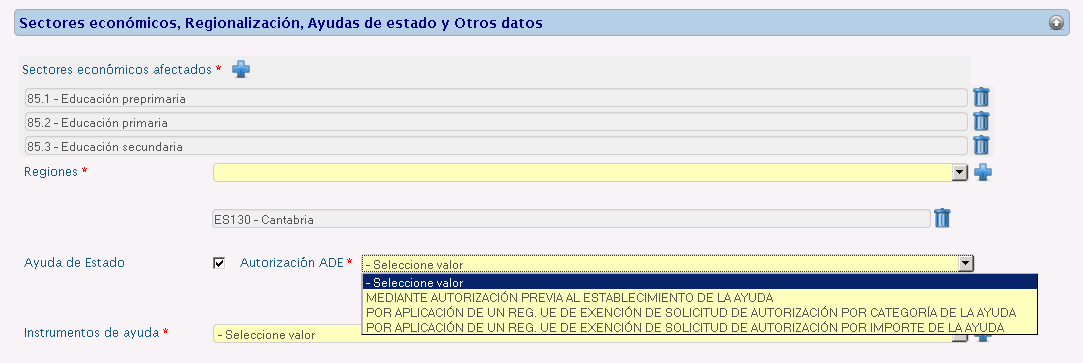 Sectores económicos, Regionalización, Ayudas de estado y Otros datos
Sectores económicos afectados *
85.1 - Educación preprimaria
85.2 - Educación primaria
85.3 - Educación secundaria
Regiones *
ES130 - Cantabria
Ayuda de Estado Autorización ADE * - Seleccione valor
- Seleccione valor
MEDIANTE AUTORIZACIÓN PREVIA AL ESTABLECIMIENTO DE LA AYUDA
POR APLICACIÓN DE UN REG. UE DE EXENCIÓN DE SOLICITUD DE AUTORIZACIÓN POR CATEGORÍA DE LA AYUDA
POR APLICACIÓN DE UN REG. UE DE EXENCIÓN DE SOLICITUD DE AUTORIZACIÓN POR IMPORTE DE LA AYUDA
Instrumentos de ayuda * - Seleccione valor